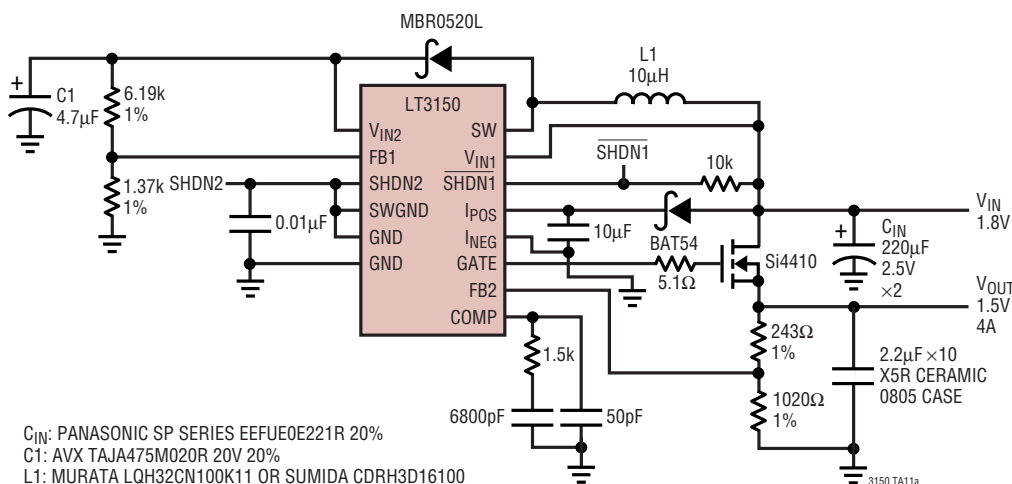 MBR0520L
L1
10µH
+
C1
4.7µF
6.19k
1%
LT3150
VIN2
SW
FB1
VIN1
SHDN1
SHDN1
10k
1.37k
1%
SHDN2
SHDN2
SWGND
IPOS
VIN
1.8V
0.01µF
GND
INEG
10µF
BAT54
+
CIN
220µF
2.5V
×2
GND
GATE
5.1Ω
Si4410
FB2
VOUT
1.5V
4A
COMP
243Ω
1%
1.5k
2.2µF ×10
X5R CERAMIC
0805 CASE
6800pF
50pF
1020Ω
1%
CIN: PANASONIC SP SERIES EEFUE0E221R 20%
C1: AVX TAJA475M020R 20V 20%
L1: MURATA LQH32CN100K11 OR SUMIDA CDRH3D16100
3150 TA11a